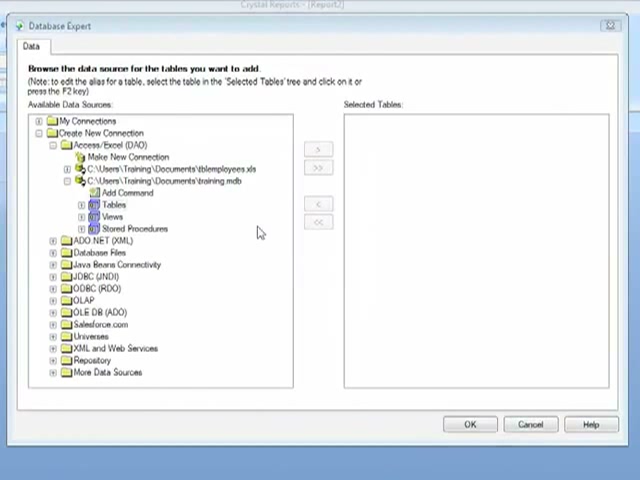 Crystal Reports - [Report2]
Database Expert
Data
Browse the data source for the tables you want to add.
(Note: to edit the alias for a table, select the table in the 'Selected Tables' tree and click on it or
press the F2 key)
Available Data Sources:
Selected Tables:
My Connections
Create New Connection
Access/Excel (DAO)
Make New Connection
C:\Users\Training\Documents\tblemployees.xls
C:\Users\Training\Documents\training.mdb
Add Command
Tables
Views
Stored Procedures
ADO.NET (XML)
Database Files
Java Beans Connectivity
JDBC (JNDI)
ODBC (RDO)
OLAP
OLE DB (ADO)
Salesforce.com
Universes
XML and Web Services
Repository
More Data Sources
>
>>
<
<<
OK
Cancel
Help